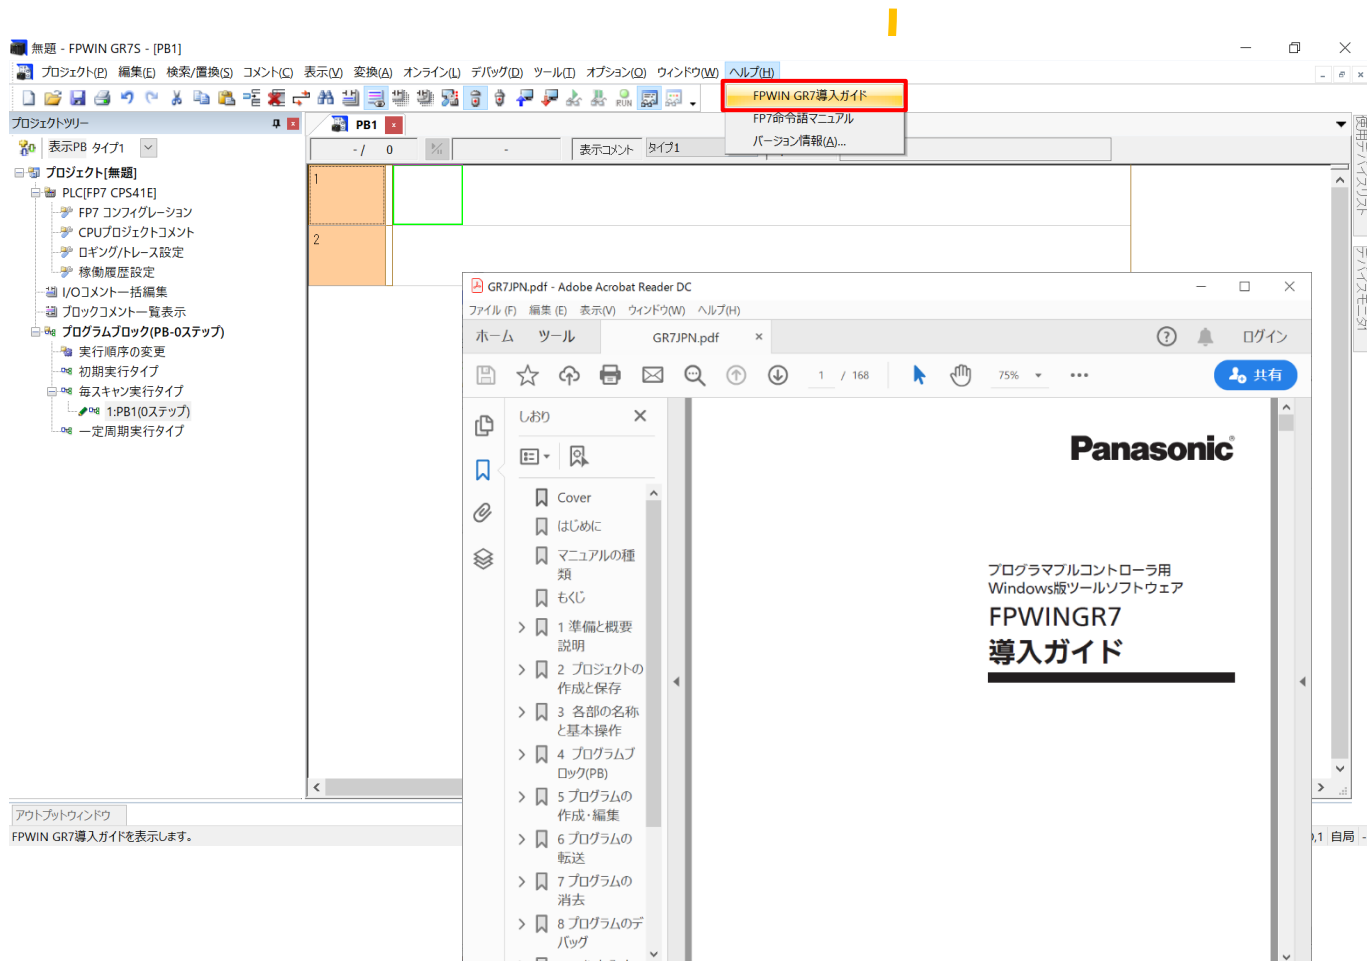 無題 - FPWIN GR7S - [PB1]
プロジェクト(P) 編集(E) 検索/置換(S) コメント(C) 表示(V) 変換(A) オンライン(L) デバッグ(D) ツール(T) オプション(O) ウィンドウ(W) ヘルプ(H)
FPWIN GR7導入ガイド
FP7命令語マニュアル
バージョン情報(A)...
RUN
プロジェクトツリー
表示PB タイプ1
プロジェクト[無題]
PLC[FP7 CPS41E]
FP7 コンフィグレーション
CPUプロジェクトコメント
ロギング/トレース設定
稼働履歴設定
I/Oコメント一括編集
ブロックコメント一覧表示
プログラムブロック(PB-0ステップ)
実行順序の変更
初期実行タイプ
毎スキャン実行タイプ
1:PB1(0ステップ)
一定周期実行タイプ
PB1
- / 0
-
表示コメント タイプ1
1
2
使用デバイスリスト
デバイスモニタ1
GR7JPN.pdf - Adobe Acrobat Reader DC
ファイル (F) 編集 (E) 表示(V) ウィンドウ(W) ヘルプ(H)
ホーム ツール GR7JPN.pdf × ログイン
1 / 168 75% 共有
しおり
Cover
はじめに
マニュアルの種
類
もくじ
1 準備と概要
説明
2 プロジェクトの
作成と保存
3 各部の名称
と基本操作
4 プログラムブ
ロック(PB)
5 プログラムの
作成・編集
6 プログラムの
転送
7 プログラムの
消去
8 プログラムのデ
バッグ
Panasonic
プログラマブルコントローラ用
Windows版ツールソフトウェア
FPWINGR7
導入ガイド
アウトプットウィンドウ
FPWIN GR7導入ガイドを表示します。
,1 自局 -